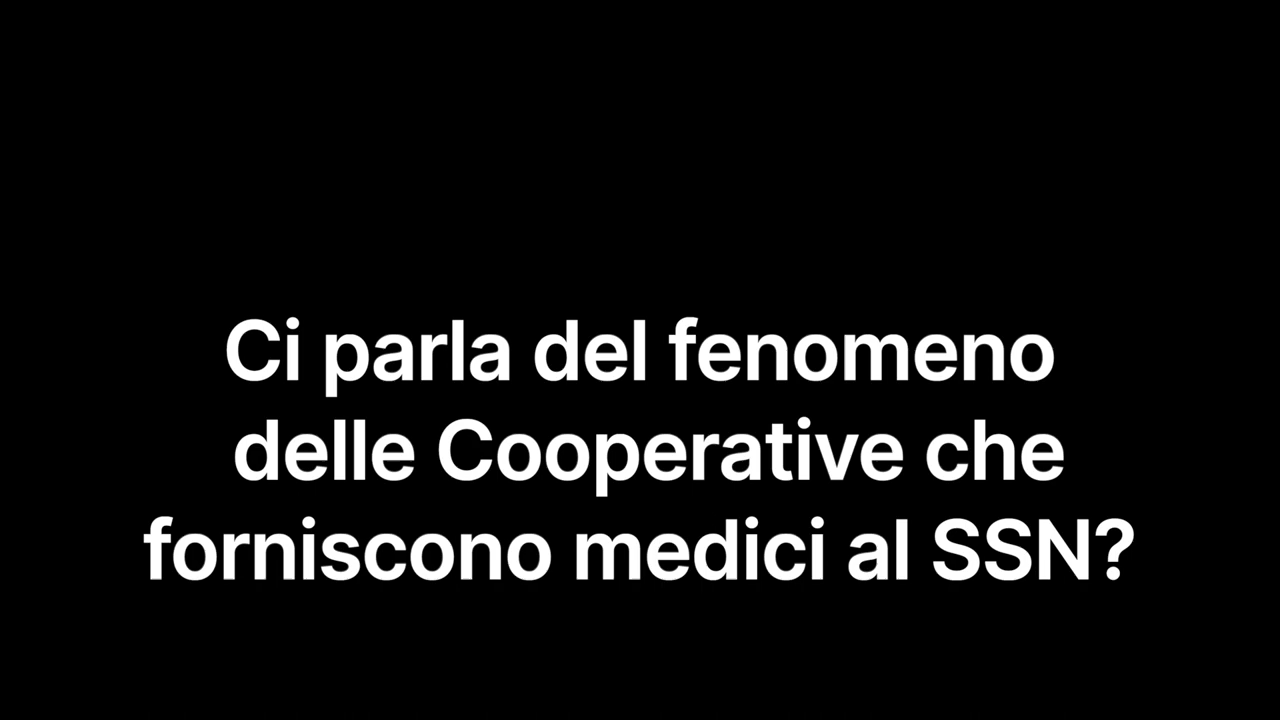 Ci parla del fenomeno
delle Cooperative che
forniscono medici al SSN?